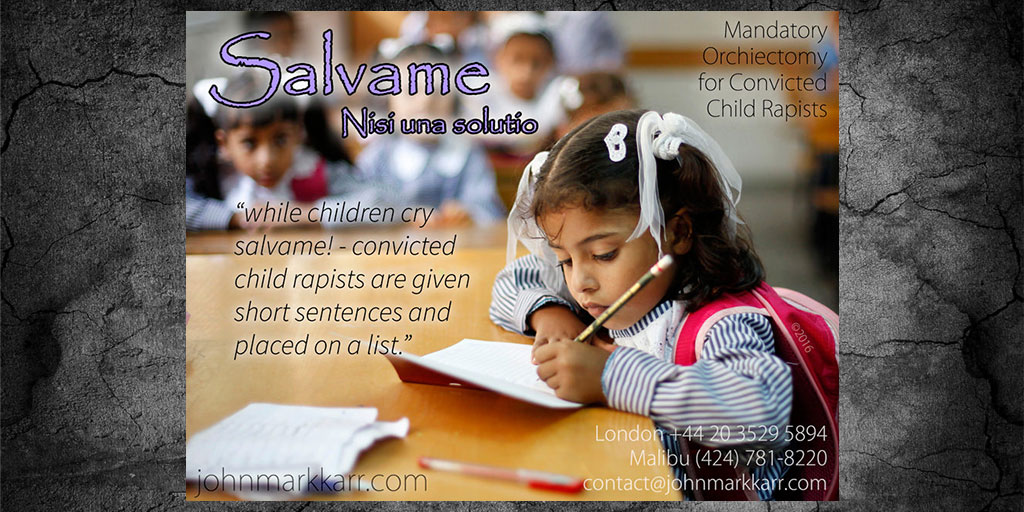 Salvame
Nisi una solutio
Mandatory
Orchiectomy
for Convicted
Child Rapists
“while children cry
salvame! - convicted
child rapists are given
short sentences and
placed on a list.”
©2016
London +44 20 3529 5894
Malibu (424) 781-8220
johnmarkkarr.com
contact@johnmarkkarr.com